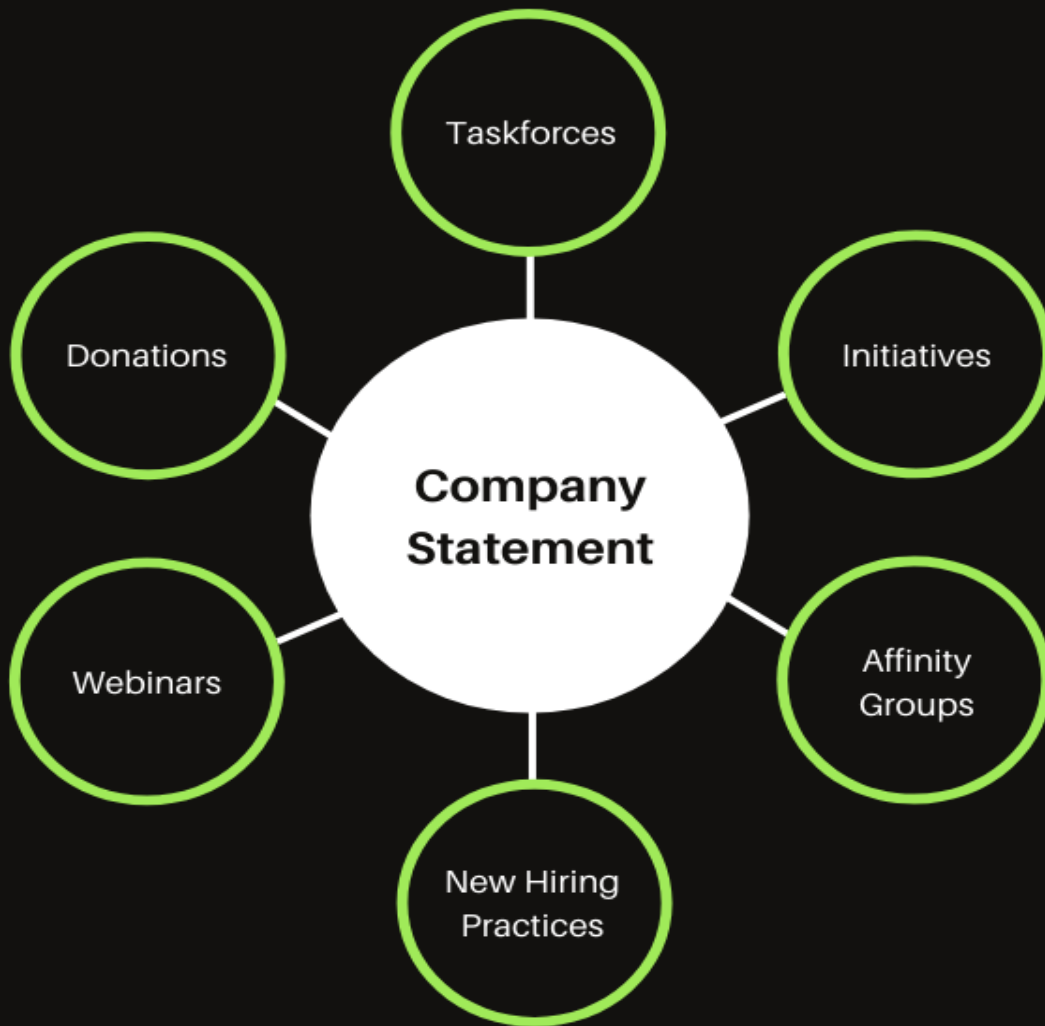 Taskforces
Donations
Initiatives
Company
Statement
Webinars
Affinity
Groups
New Hiring
Practices